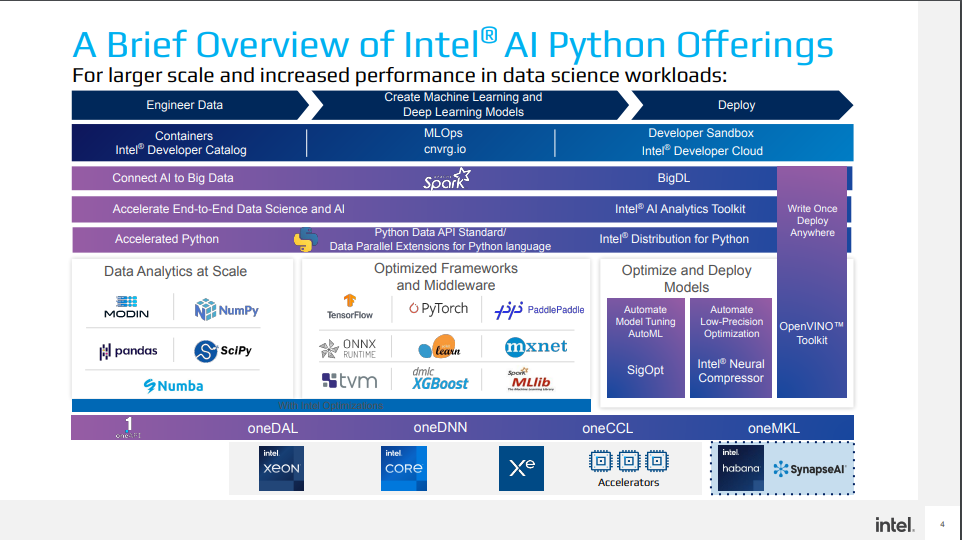 A Brief Overview of Intel® AI Python Offerings
For larger scale and increased performance in data science workloads:
Engineer Data
Create Machine Learning and
Deep Learning Models
Deploy
Containers
Intel® Developer Catalog
MLOps
cnvrg.io
Developer Sandbox
Intel® Developer Cloud
Connect AI to Big Data
APACHE
Spark
BigDL
Accelerate End-to-End Data Science and AI
Intel® AI Analytics Toolkit
Accelerated Python
Python Data API Standard/
Data Parallel Extensions for Python language
Intel® Distribution for Python
Write Once
Deploy
Anywhere
OpenVINO™
Toolkit
Data Analytics at Scale
MODIN
NumPy
pandas
SciPy
Numba
Optimized Frameworks
and Middleware
TensorFlow
PyTorch
PaddlePaddle
ONNX
RUNTIME
learn
mxnet
tvm
dmlc
XGBoost
Spark
MLlib
Optimize and Deploy
Models
Automate
Model Tuning
AutoML
SigOpt
Automate
Low-Precision
Optimization
Intel® Neural
Compressor
With Intel Optimizations
1
oneAPI
oneDAL
oneDNN
oneCCL
oneMKL
intel.
XEON
intel.
CORE
Xe
Accelerators
intel.
habana
SynapseAI®
intel.
4